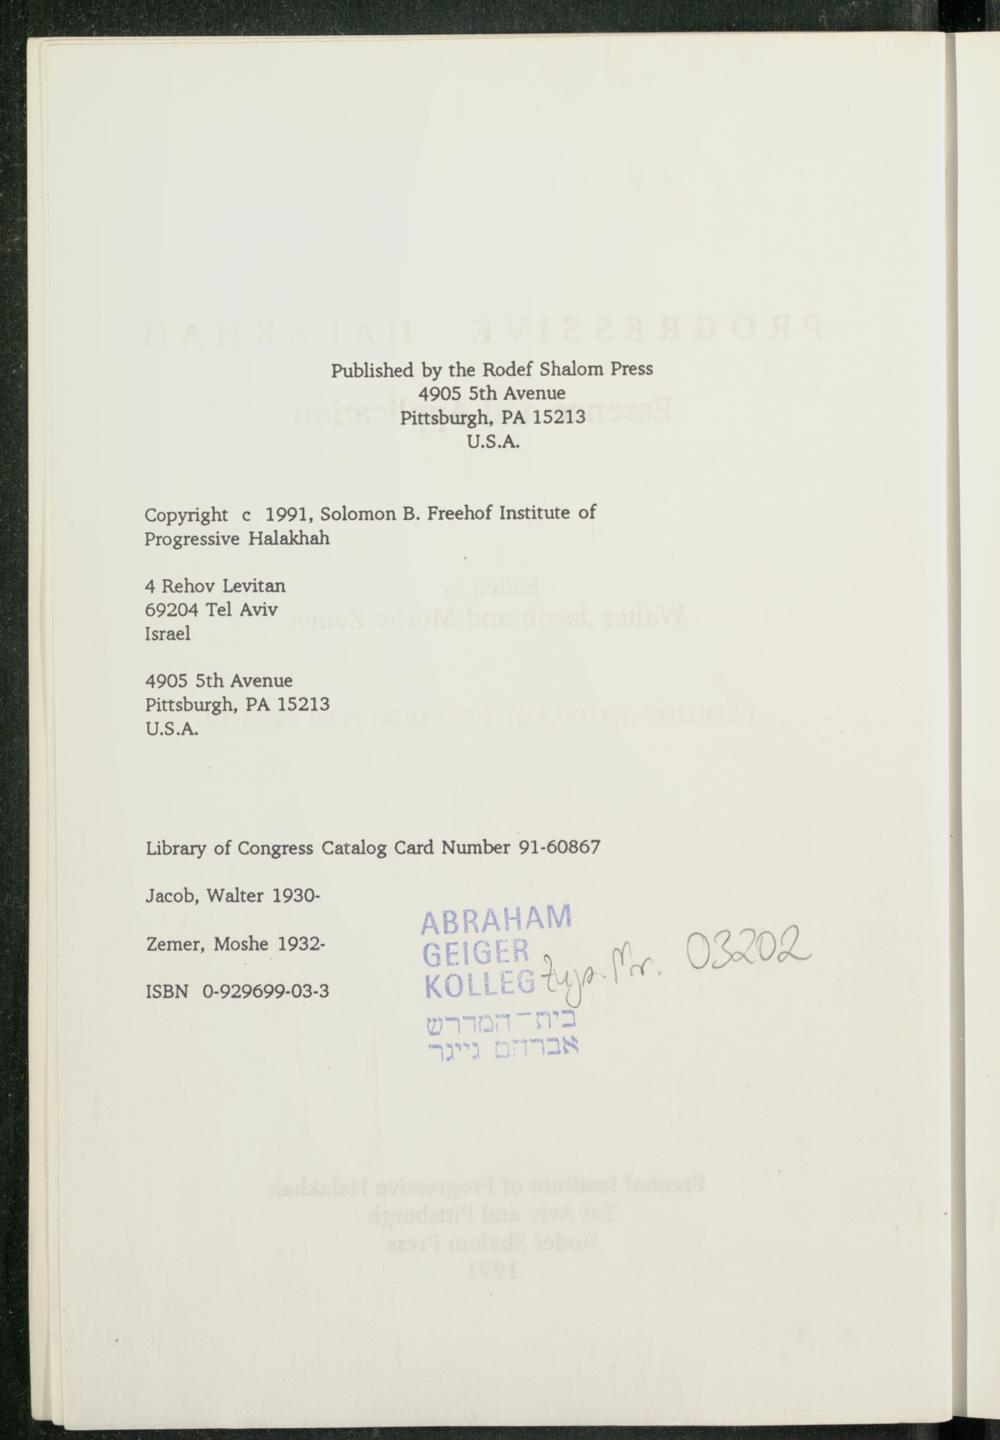 Published by the Rodef Shalom Press
4905 5th Avenue
Pittsburgh, PA 15213
U.S.A.
Copyright c 1991, Solomon B. Freehof Institute of
Progressive Halakhah
4 Rehov Levitan
69204 Tel Aviv
Israel
4905 5th Avenue
Pittsburgh, PA 15213
U.S.A.
Library of Congress Catalog Card Number 91-60867
Jacob, Walter 1930-
Zemer, Moshe 1932-
ISBN 0-929699-03-3
ABRAHAM
GEIGER
KOLLEG
בית-המדרש
אברהם גייגר
Nr. 03202